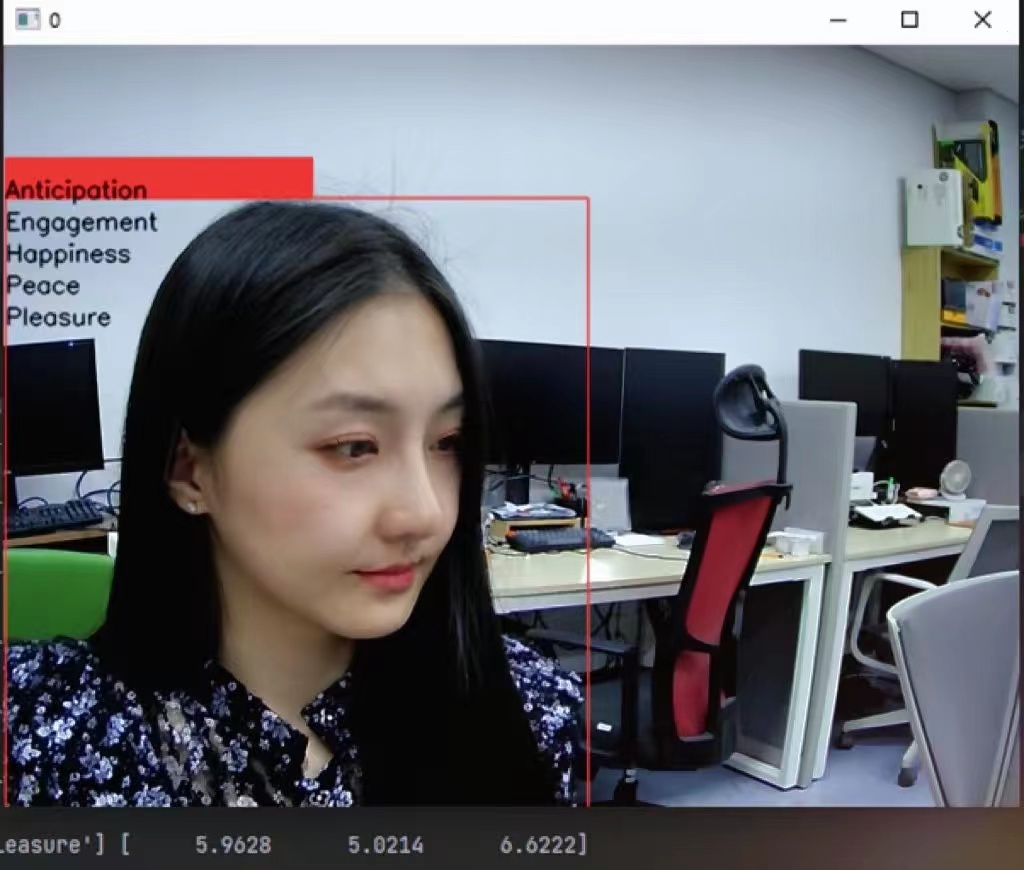 0
Anticipation
Engagement
Happiness
Peace
Pleasure
leasure'] [ 5.9628 5.0214 6.6222]